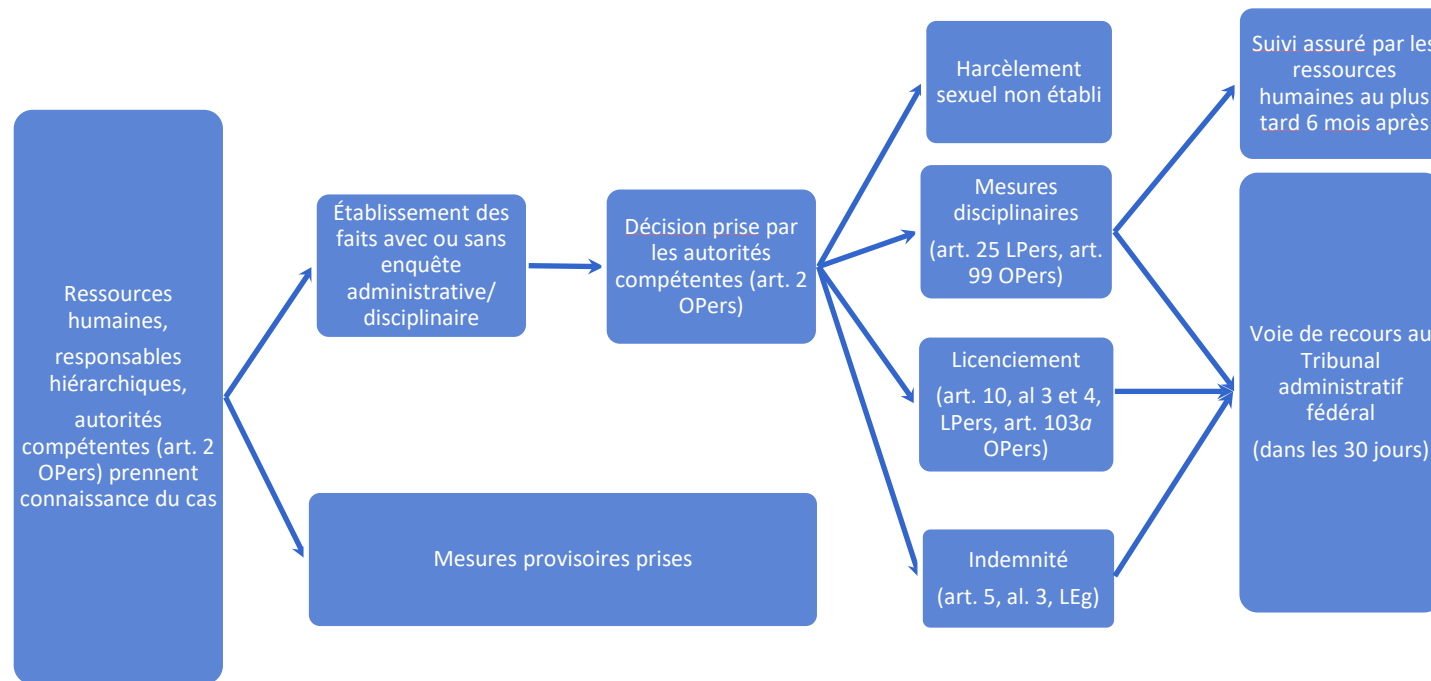 Ressources
humaines,
responsables
hiérarchiques,
autorités
compétentes (art. 2
OPers) prennent
connaissance du cas
Établissement des
faits avec ou sans
enquête
administrative/
disciplinaire
Mesures provisoires prises
Décision prise par
les autorités
compétentes (art. 2
OPers)
Harcèlement
sexuel non établi
Mesures
disciplinaires
(art. 25 LPers, art.
99 OPers)
Licenciement
(art. 10, al 3 et 4,
LPers, art. 103a
OPers)
Indemnité
(art. 5, al. 3, LEg)
Suivi assuré par les
ressources
humaines au plus
tard 6 mois après
Voie de recours au
Tribunal
administratif
fédéral
(dans les 30 jours)